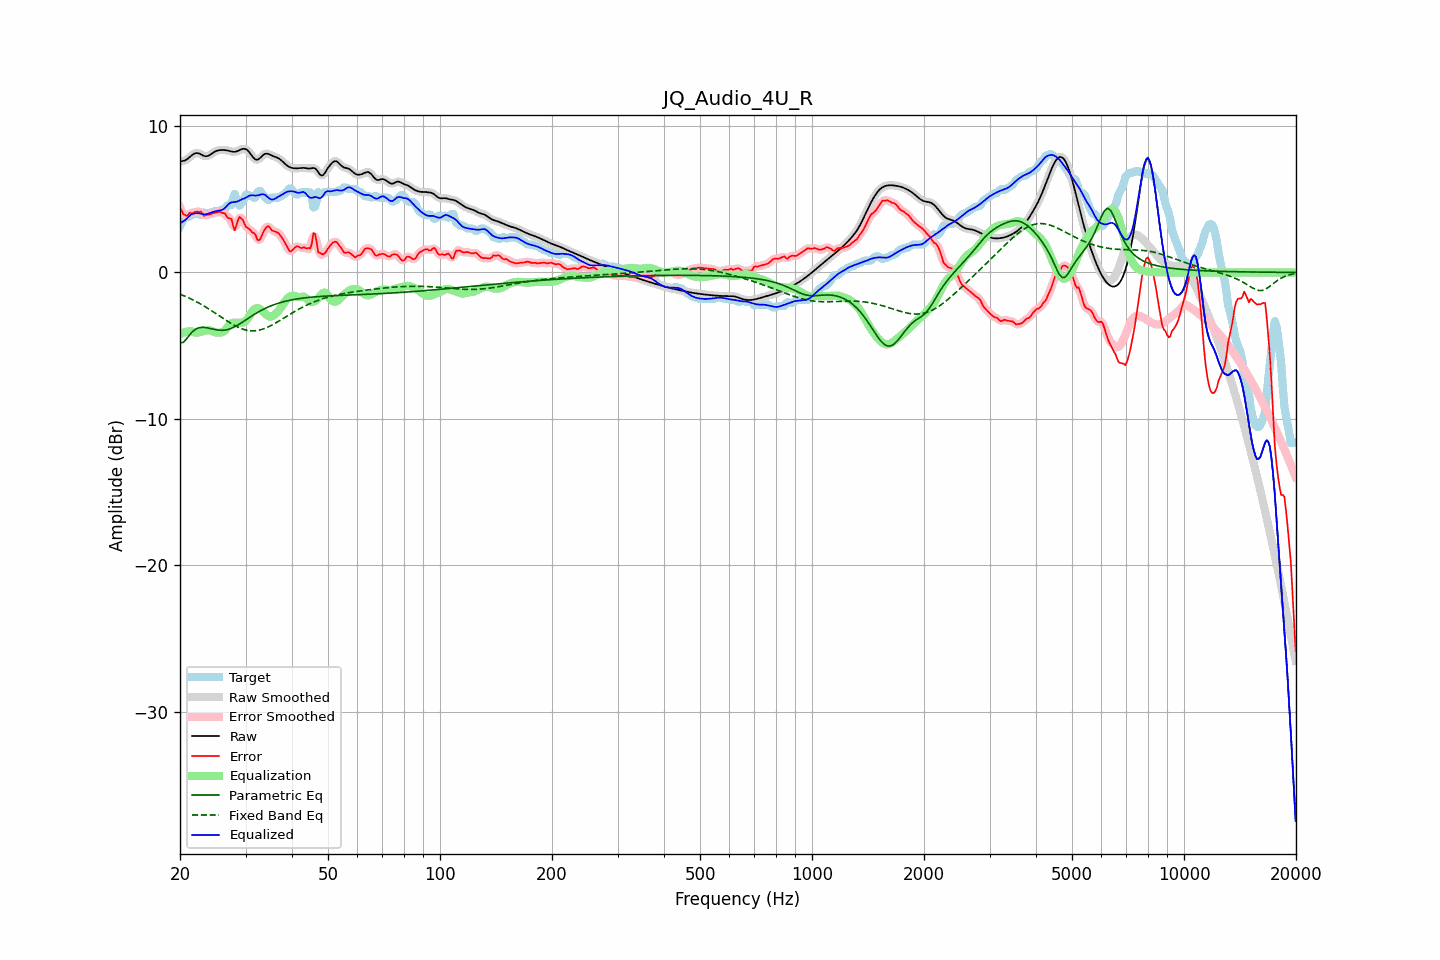 JQ_Audio_4U_R
10
0
−10
−20
−30
Amplitude (dBr)
Target
Raw Smoothed
Error Smoothed
Raw
Error
Equalization
Parametric Eq
Fixed Band Eq
Equalized
20 50 100 200 500 1000 2000 5000 10000 20000
Frequency (Hz)